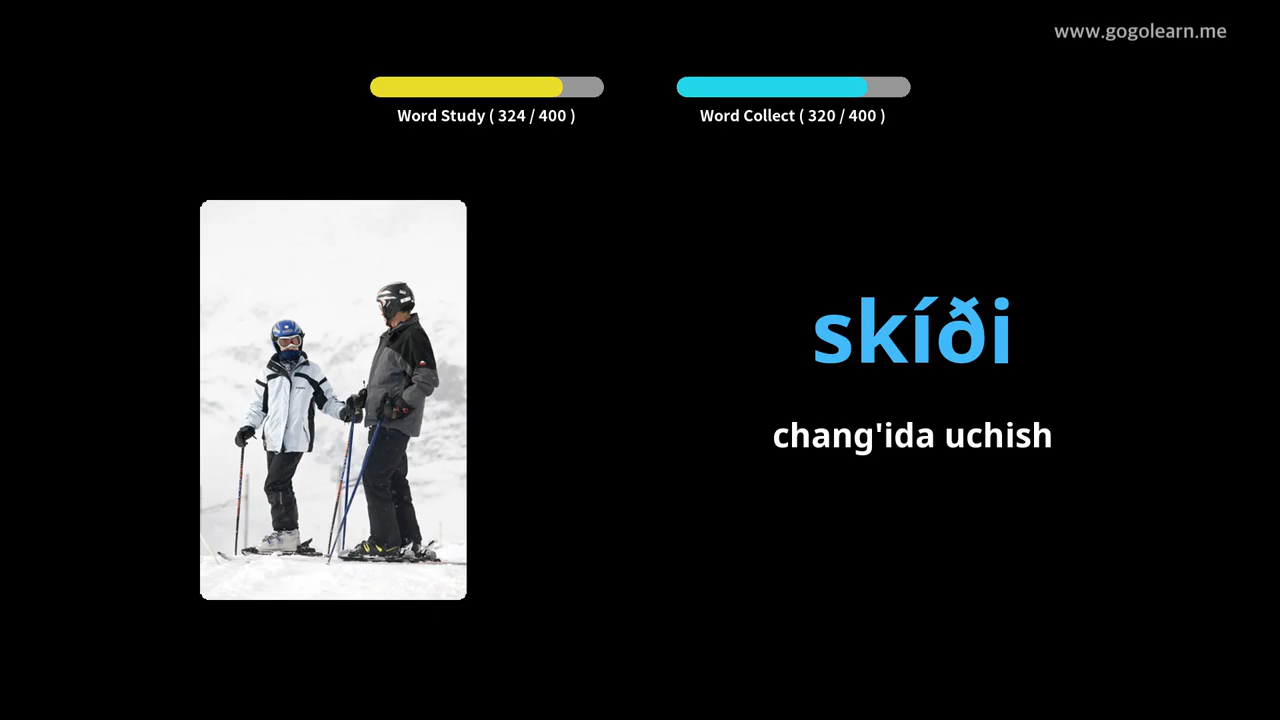 www.gogolearn.me
Word Study ( 324 / 400 )
Word Collect ( 320 / 400 )
skíði
chang'ida uchish